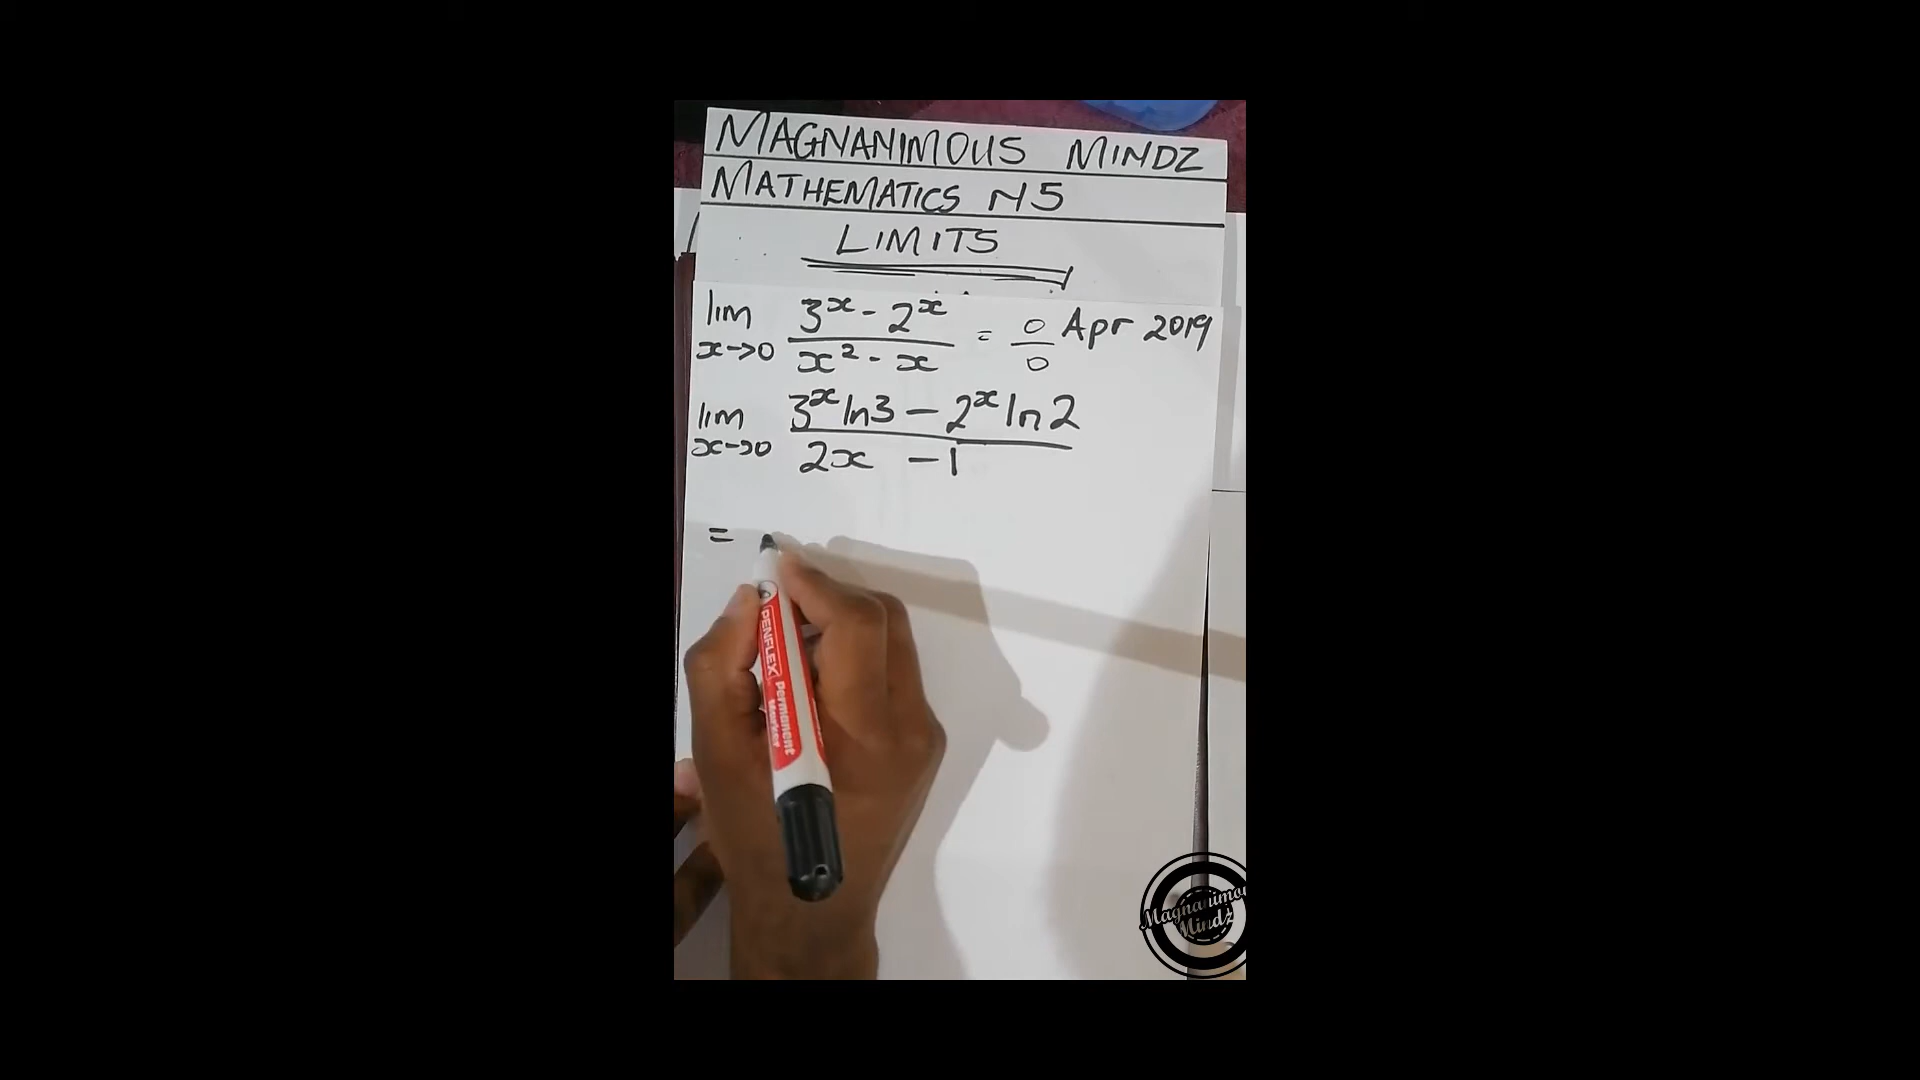 MAGNANIMOUS MINDZ
MATHEMATICS N5
LIMITS
lim x→0 (3^x - 2^x)/(x^2 - x) = 0/0 Apr 2019
lim x→0 (3^x ln3 - 2^x ln2)/(2x - 1)
=
PENFLEX Permanent Marker
Magnanimou
Mindz